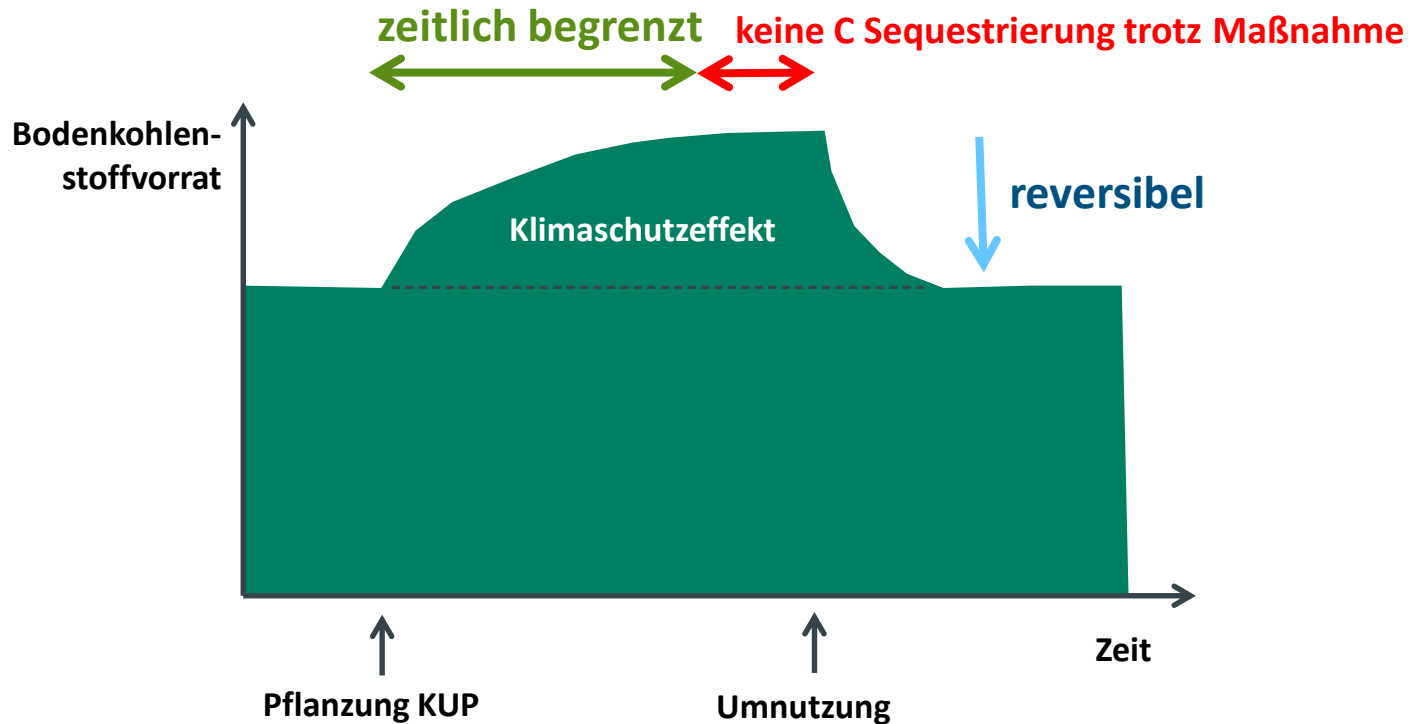 zeitlich begrenzt
keine C Sequestrierung trotz Maßnahme
Bodenkohlen-
stoffvorrat
reversibel
Klimaschutzeffekt
Zeit
Pflanzung KUP
Umnutzung